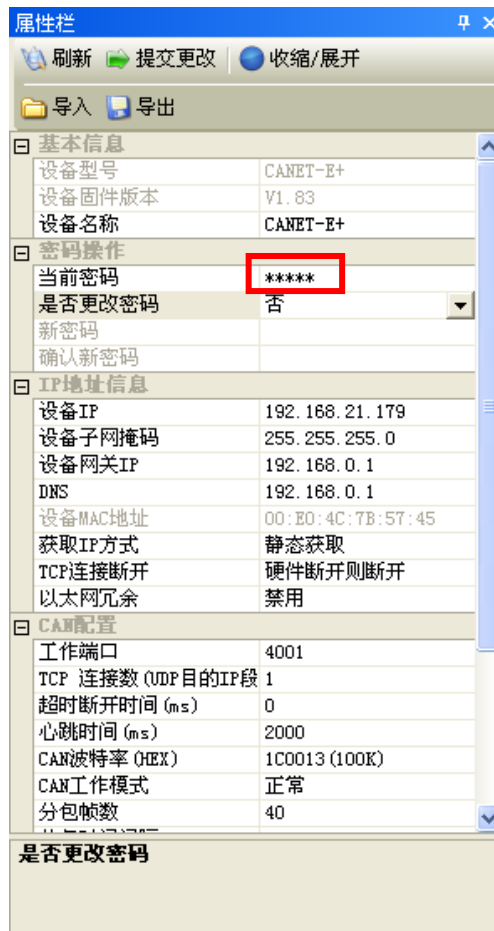 属性栏
刷新 提交更改 收缩/展开
导入 导出
基本信息
设备型号 CANET-E+
设备固件版本 V1.83
设备名称 CANET-E+
密码操作
当前密码 *****
是否更改密码 否
新密码
确认新密码
IP地址信息
设备IP 192.168.21.179
设备子网掩码 255.255.255.0
设备网关IP 192.168.0.1
DNS 192.168.0.1
设备MAC地址 00:E0:4C:7B:57:45
获取IP方式 静态获取
TCP连接断开 硬件断开则断开
以太网冗余 禁用
CAN配置
工作端口 4001
TCP 连接数(UDP目的IP段 1
超时断开时间(ms) 0
心跳时间(ms) 2000
CAN波特率(HEX) 1C0013(100K)
CAN工作模式 正常
分包帧数 40
是否更改密码